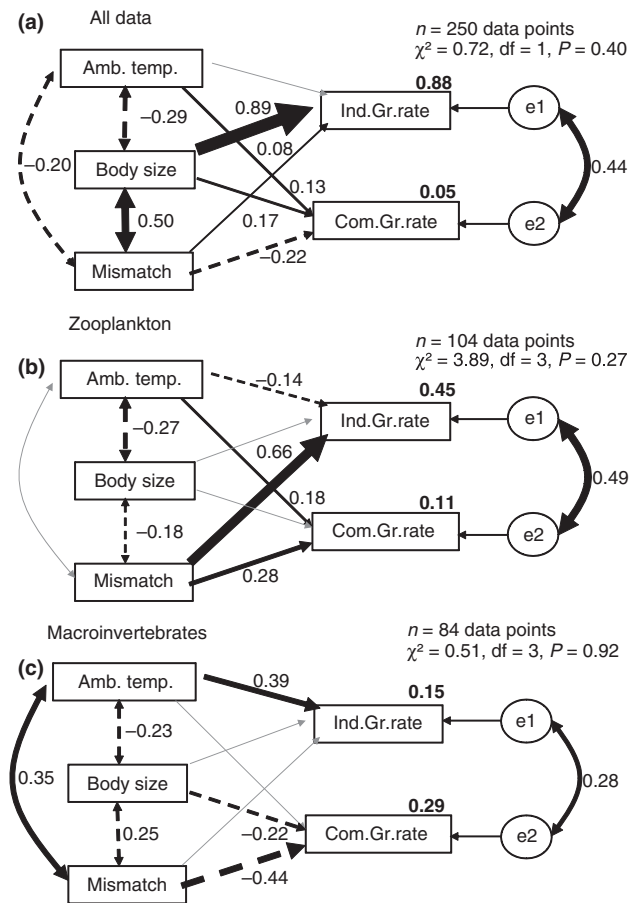 (a)
All data
n = 250 data points
χ² = 0.72, df = 1, P = 0.40
Amb. temp.
0.88
Ind.Gr.rate
e1
0.89
−0.29
0.08
−0.20
Body size
0.44
0.13
0.05
0.50
0.17
Com.Gr.rate
e2
Mismatch
−0.22
Zooplankton
n = 104 data points
χ² = 3.89, df = 3, P = 0.27
(b)
Amb. temp.
−0.14
0.45
Ind.Gr.rate
e1
−0.27
0.66
Body size
0.49
0.18
0.11
−0.18
Com.Gr.rate
e2
Mismatch
0.28
Macroinvertebrates
n = 84 data points
χ² = 0.51, df = 3, P = 0.92
(c)
Amb. temp.
0.39
0.15
Ind.Gr.rate
e1
−0.23
0.35
Body size
0.28
0.29
0.25
−0.22
Com.Gr.rate
e2
Mismatch
−0.44